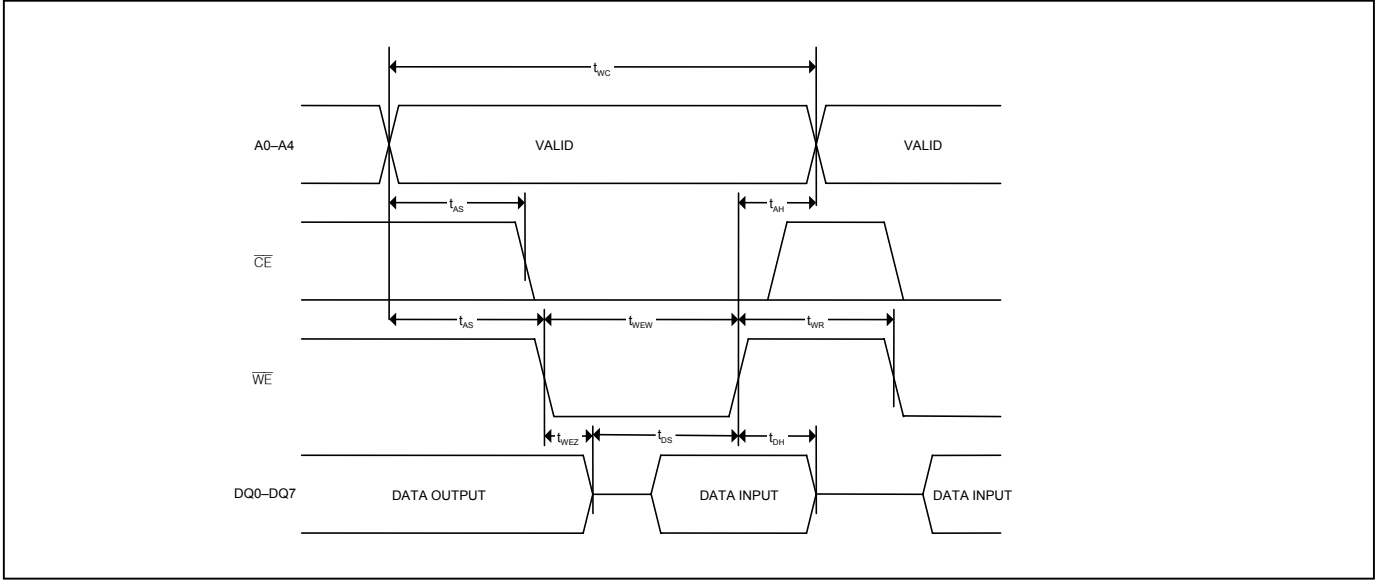 tWC
A0–A4
VALID
VALID
tAS
tAH
CE
tAS
tWEW
tWR
WE
tWEZ
tDS
tDH
DQ0–DQ7
DATA OUTPUT
DATA INPUT
DATA INPUT